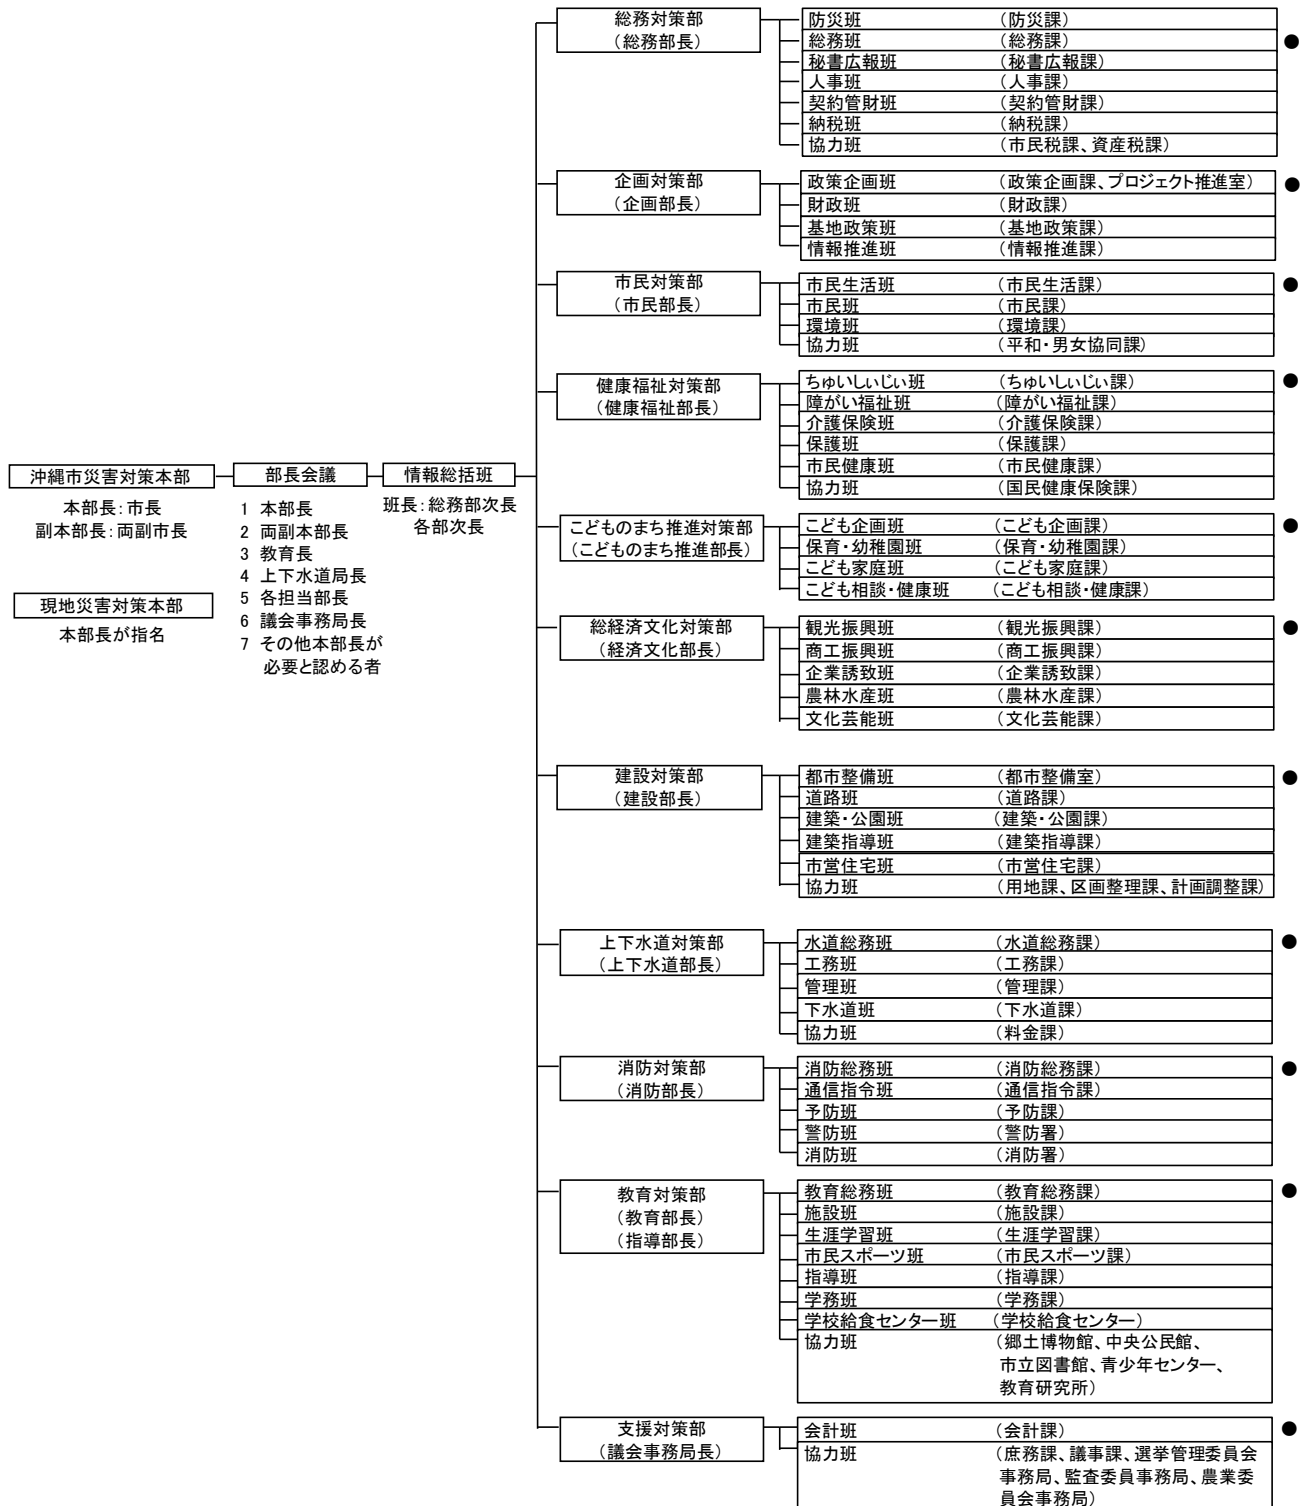 沖縄市災害対策本部
本部長：市長
副本部長：両副市長
現地災害対策本部
本部長が指名
部長会議
1 本部長
2 両副本部長
3 教育長
4 上下水道局長
5 各担当部長
6 議会事務局長
7 その他本部長が
必要と認める者
情報総括班
班長：総務部次長
各部次長
総務対策部
（総務部長）
防災班 （防災課）
総務班 （総務課） ●
秘書広報班 （秘書広報課）
人事班 （人事課）
契約管財班 （契約管財課）
納税班 （納税課）
協力班 （市民税課、資産税課）
企画対策部
（企画部長）
政策企画班 （政策企画課、プロジェクト推進室） ●
財政班 （財政課）
基地政策班 （基地政策課）
情報推進班 （情報推進課）
市民対策部
（市民部長）
市民生活班 （市民生活課） ●
市民班 （市民課）
環境班 （環境課）
協力班 （平和・男女協同課）
健康福祉対策部
（健康福祉部長）
ちゅいしぃじぃ班 （ちゅいしぃじぃ課） ●
障がい福祉班 （障がい福祉課）
介護保険班 （介護保険課）
保護班 （保護課）
市民健康班 （市民健康課）
協力班 （国民健康保険課）
こどものまち推進対策部
（こどものまち推進部長）
こども企画班 （こども企画課） ●
保育・幼稚園班 （保育・幼稚園課）
こども家庭班 （こども家庭課）
こども相談・健康班 （こども相談・健康課）
総経済文化対策部
（経済文化部長）
観光振興班 （観光振興課） ●
商工振興班 （商工振興課）
企業誘致班 （企業誘致課）
農林水産班 （農林水産課）
文化芸能班 （文化芸能課）
建設対策部
（建設部長）
都市整備班 （都市整備室） ●
道路班 （道路課）
建築・公園班 （建築・公園課）
建築指導班 （建築指導課）
市営住宅班 （市営住宅課）
協力班 （用地課、区画整理課、計画調整課）
上下水道対策部
（上下水道部長）
水道総務班 （水道総務課） ●
工務班 （工務課）
管理班 （管理課）
下水道班 （下水道課）
協力班 （料金課）
消防対策部
（消防部長）
消防総務班 （消防総務課） ●
通信指令班 （通信指令課）
予防班 （予防課）
警防班 （警防署）
消防班 （消防署）
教育対策部
（教育部長）
（指導部長）
教育総務班 （教育総務課） ●
施設班 （施設課）
生涯学習班 （生涯学習課）
市民スポーツ班 （市民スポーツ課）
指導班 （指導課）
学務班 （学務課）
学校給食センター班 （学校給食センター）
協力班 （郷土博物館、中央公民館、
市立図書館、青少年センター、
教育研究所）
支援対策部
（議会事務局長）
会計班 （会計課） ●
協力班 （庶務課、議事課、選挙管理委員会
事務局、監査委員事務局、農業委
員会事務局）